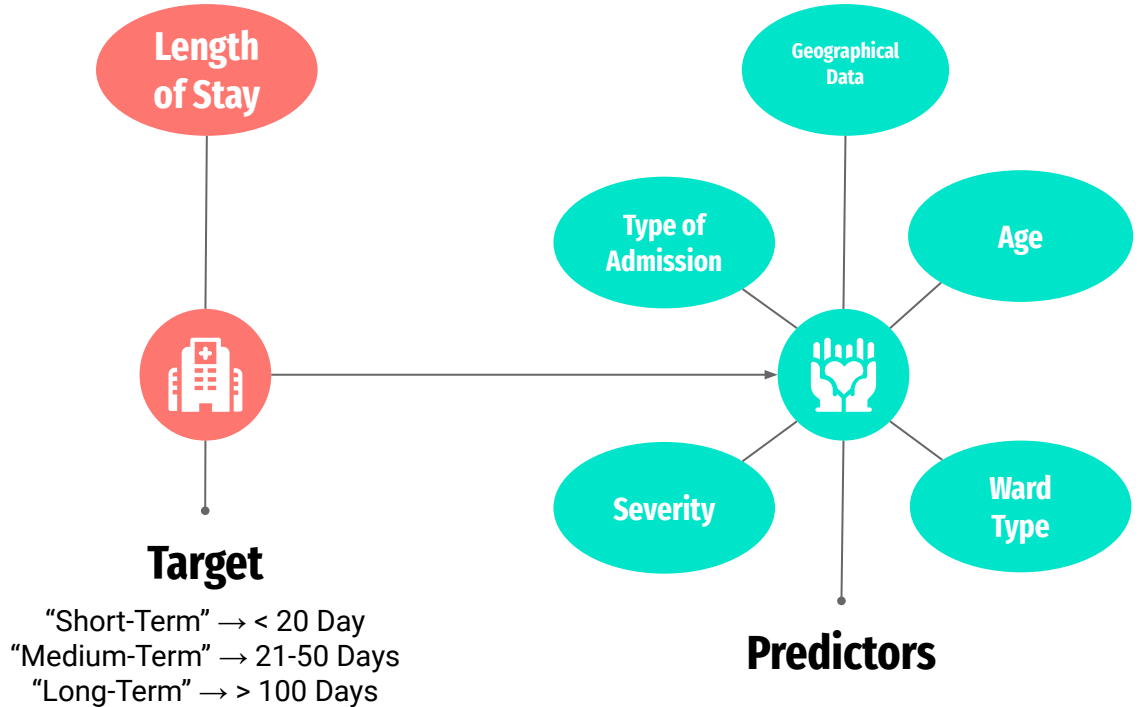 Length
of Stay
Geographical
Data
Type of
Admission
Age
Severity
Ward
Type
Target
“Short-Term” → < 20 Day
“Medium-Term” → 21-50 Days
“Long-Term” → > 100 Days
Predictors